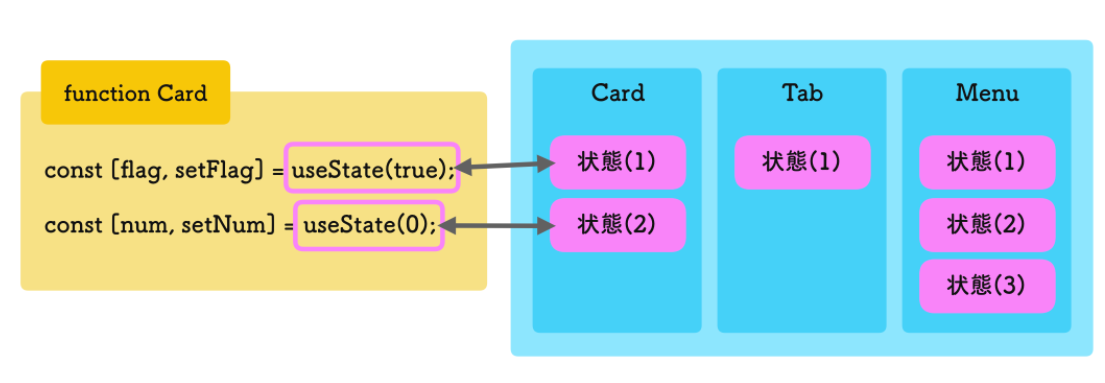 function Card
const [flag, setFlag] = useState(true);
const [num, setNum] = useState(0);
Card
状態(1)
状態(2)
Tab
状態(1)
Menu
状態(1)
状態(2)
状態(3)